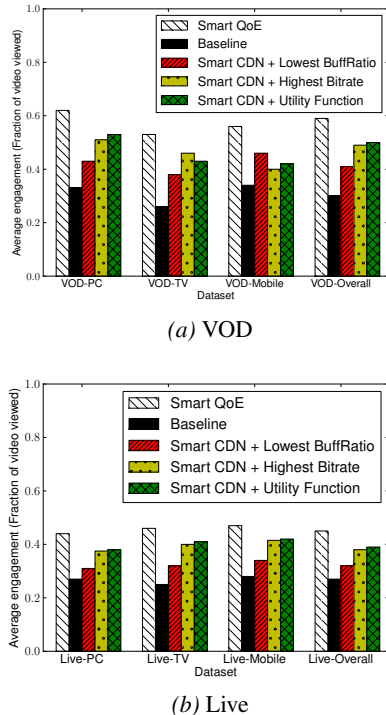 1.0
Smart QoE
Baseline
Smart CDN + Lowest BuffRatio
Smart CDN + Highest Bitrate
Smart CDN + Utility Function
0.8
0.6
0.4
0.2
0.0
Average engagement (Fraction of video viewed)
VOD-PC VOD-TV VOD-Mobile VOD-Overall
Dataset
(a) VOD
1.0
Smart QoE
Baseline
Smart CDN + Lowest BuffRatio
Smart CDN + Highest Bitrate
Smart CDN + Utility Function
0.8
0.6
0.4
0.2
0.0
Average engagement (Fraction of video viewed)
Live-PC Live-TV Live-Mobile Live-Overall
Dataset
(b) Live